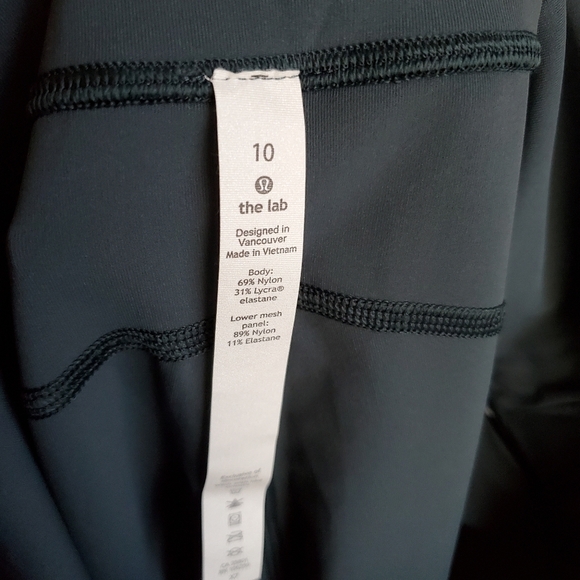 10
the lab
Designed in
Vancouver
Made in Vietnam
Body:
69% Nylon
31% Lycra®
elastane
Lower mesh
panel:
89% Nylon
11% Elastane